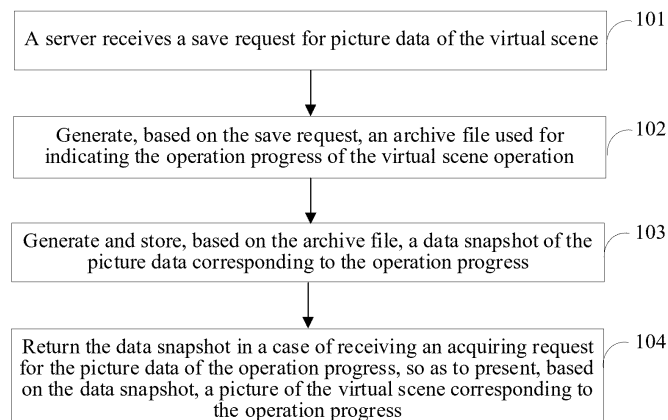 A server receives a save request for picture data of the virtual scene
101
Generate, based on the save request, an archive file used for
indicating the operation progress of the virtual scene operation
102
Generate and store, based on the archive file, a data snapshot of the
picture data corresponding to the operation progress
103
Return the data snapshot in a case of receiving an acquiring request
for the picture data of the operation progress, so as to present, based
on the data snapshot, a picture of the virtual scene corresponding to
the operation progress
104